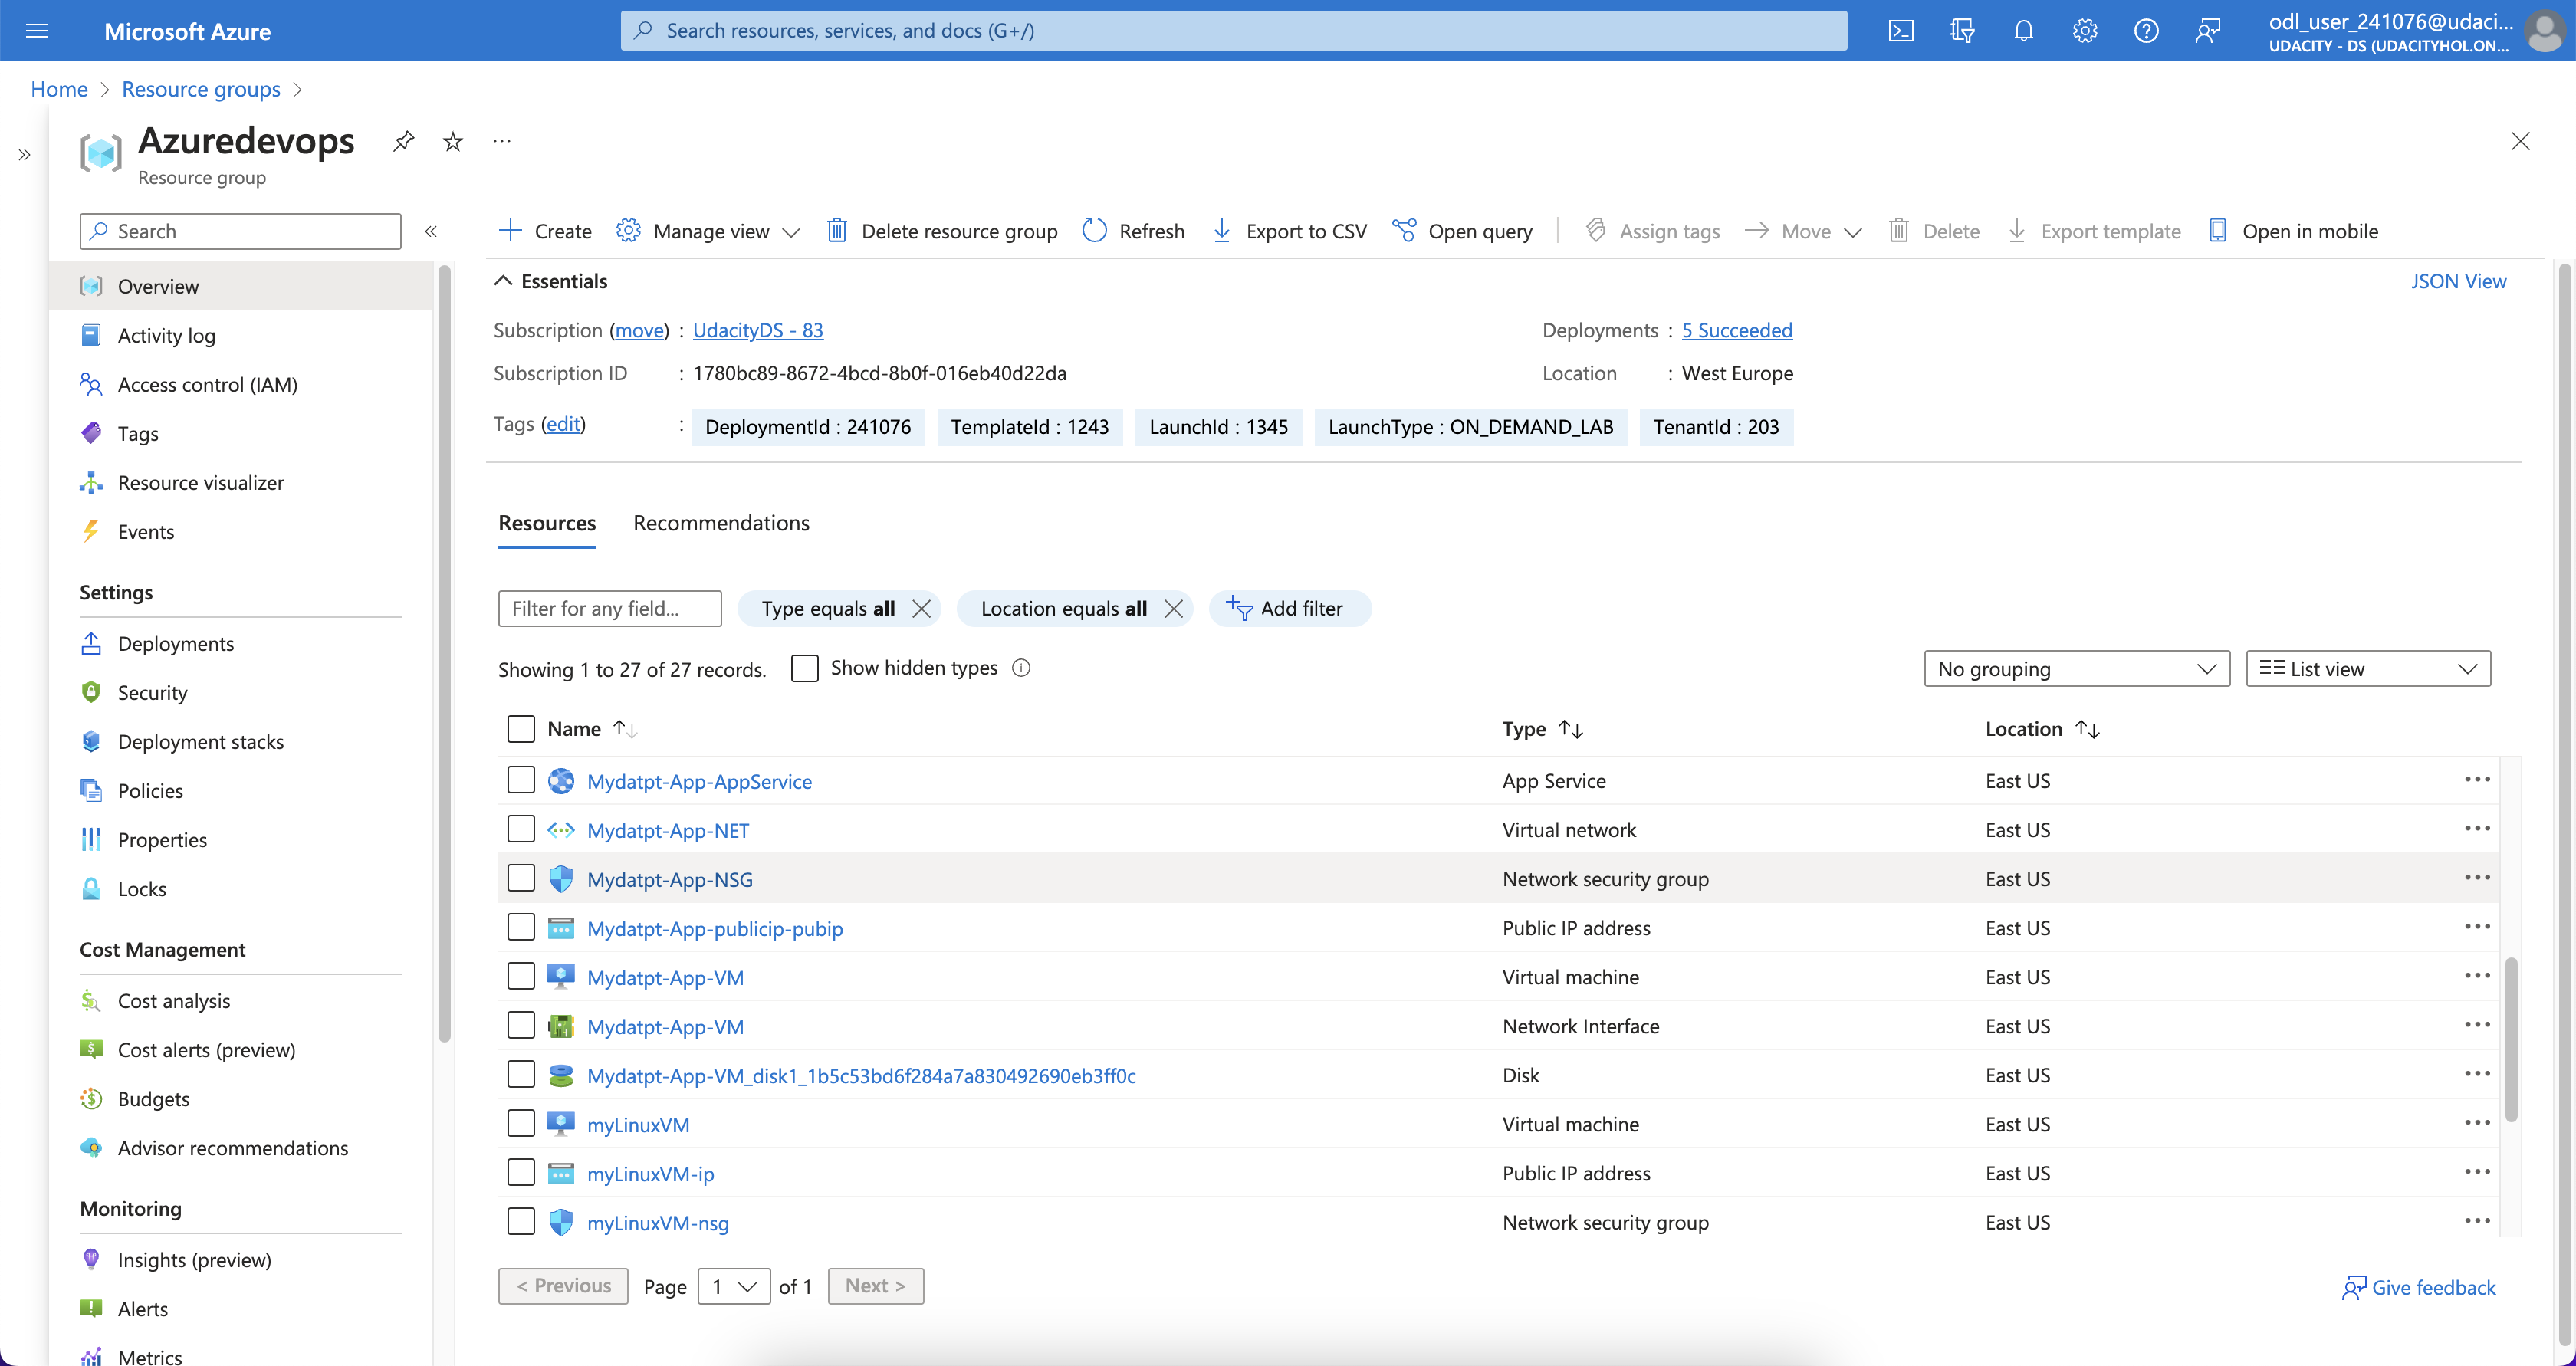 Microsoft Azure
Search resources, services, and docs (G+/)
odl_user_241076@udaci...
UDACITY - DS (UDACITYHOL.ON...
Home > Resource groups >
Azuredevops
Resource group
Search
Create Manage view Delete resource group Refresh Export to CSV Open query Assign tags Move Delete Export template Open in mobile
Overview
Activity log
Access control (IAM)
Tags
Resource visualizer
Events
Settings
Deployments
Security
Deployment stacks
Policies
Properties
Locks
Cost Management
Cost analysis
Cost alerts (preview)
Budgets
Advisor recommendations
Monitoring
Insights (preview)
Alerts
Metrics
Essentials
JSON View
Subscription (move) : UdacityDS - 83
Deployments : 5 Succeeded
Subscription ID : 1780bc89-8672-4bcd-8b0f-016eb40d22da
Location : West Europe
Tags (edit) : DeploymentId : 241076 TemplateId : 1243 LaunchId : 1345 LaunchType : ON_DEMAND_LAB TenantId : 203
Resources Recommendations
Filter for any field... Type equals all Location equals all Add filter
Showing 1 to 27 of 27 records. Show hidden types
No grouping List view
Name Type Location
Mydatpt-App-AppService App Service East US
Mydatpt-App-NET Virtual network East US
Mydatpt-App-NSG Network security group East US
Mydatpt-App-publicip-pubip Public IP address East US
Mydatpt-App-VM Virtual machine East US
Mydatpt-App-VM Network Interface East US
Mydatpt-App-VM_disk1_1b5c53bd6f284a7a830492690eb3ff0c Disk East US
myLinuxVM Virtual machine East US
myLinuxVM-ip Public IP address East US
myLinuxVM-nsg Network security group East US
< Previous Page 1 of 1 Next >
Give feedback